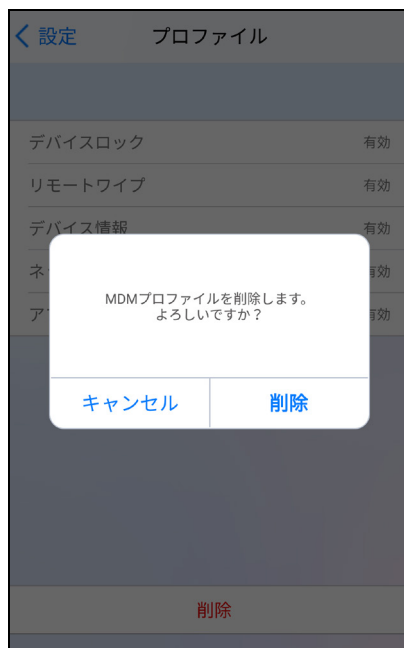 設定 プロファイル
デバイスロック 有効
リモートワイプ 有効
デバイス情報 有効
ネ 有効
ア 有効
MDMプロファイルを削除します。
よろしいですか？
キャンセル 削除
削除